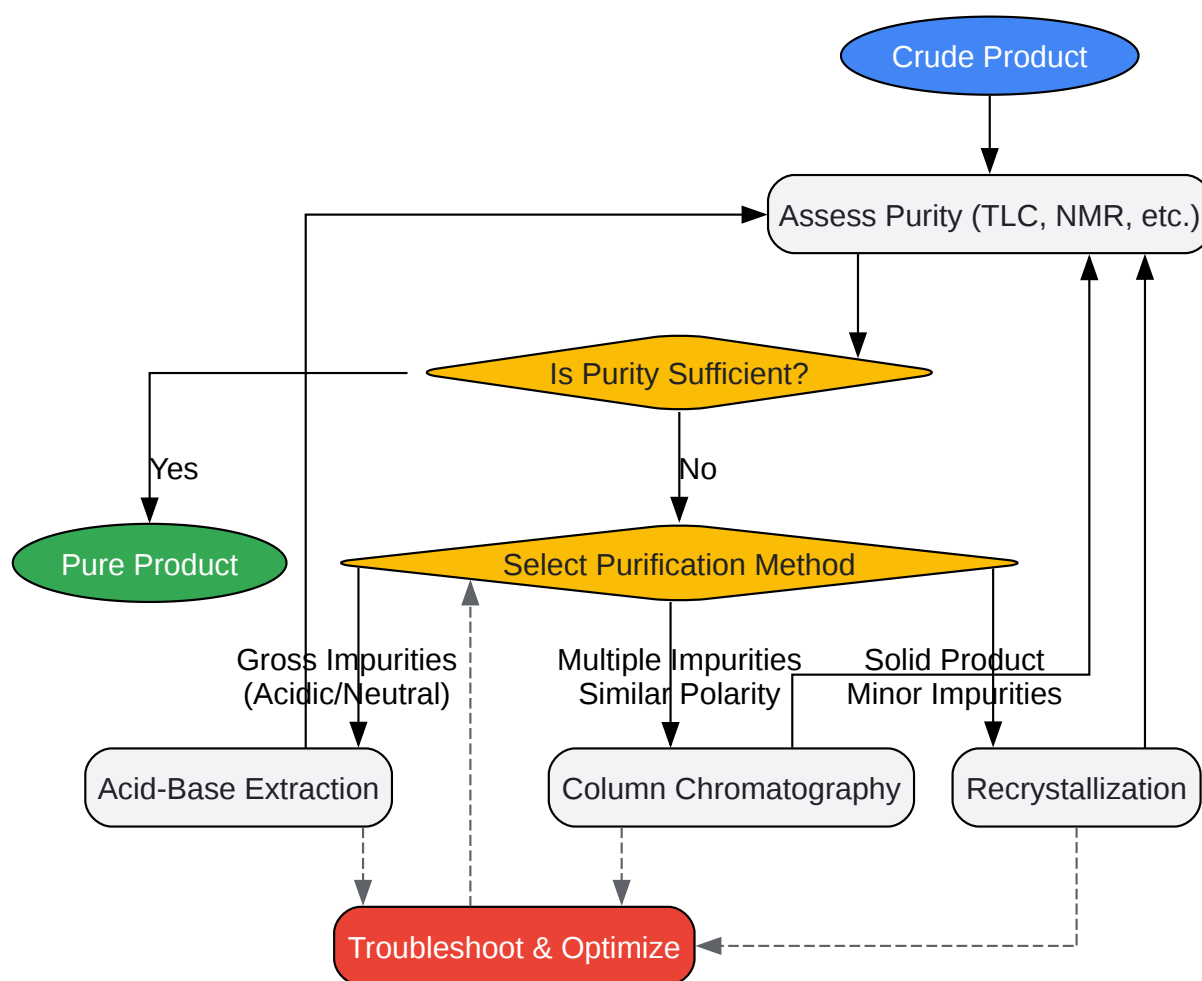 Crude Product
Assess Purity (TLC, NMR, etc.)
Is Purity Sufficient?
Yes
No
Pure Product
Select Purification Method
Gross Impurities
(Acidic/Neutral)
Multiple Impurities
Similar Polarity
Solid Product
Minor Impurities
Acid-Base Extraction
Column Chromatography
Recrystallization
Troubleshoot & Optimize